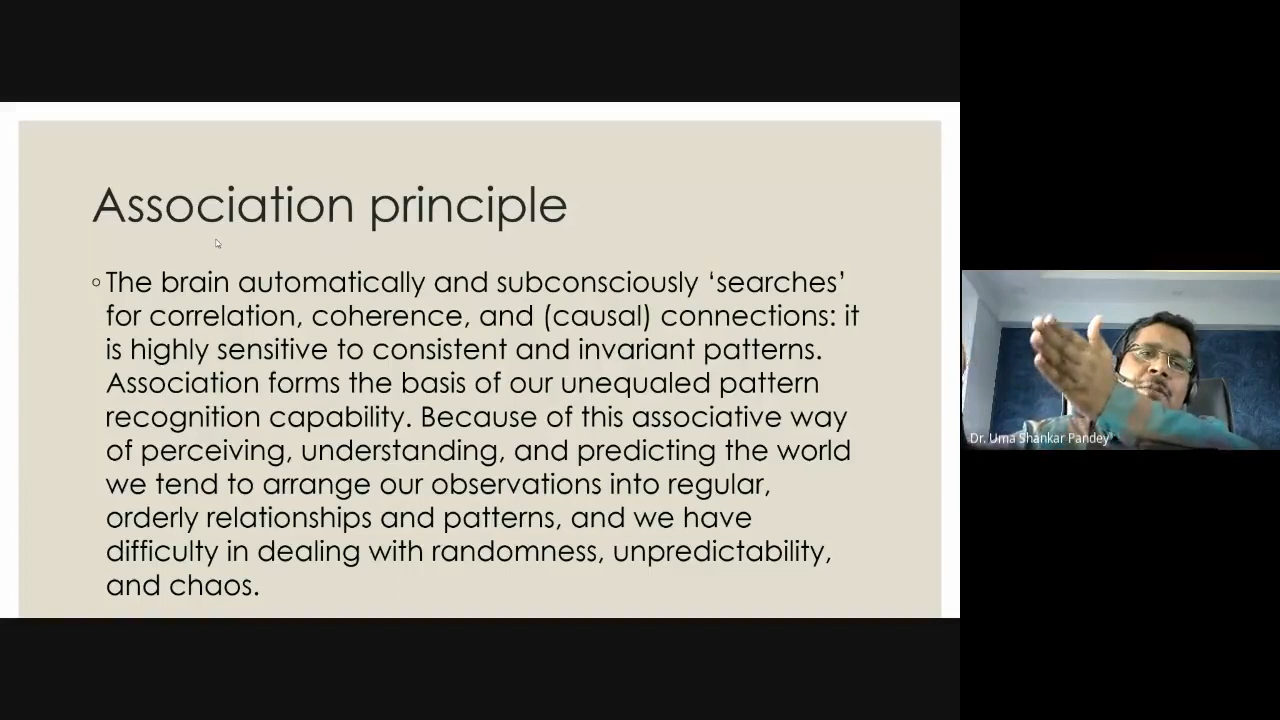 Association principle
◦ The brain automatically and subconsciously ‘searches’
for correlation, coherence, and (causal) connections: it
is highly sensitive to consistent and invariant patterns.
Association forms the basis of our unequaled pattern
recognition capability. Because of this associative way
of perceiving, understanding, and predicting the world
we tend to arrange our observations into regular,
orderly relationships and patterns, and we have
difficulty in dealing with randomness, unpredictability,
and chaos.
Dr. Uma Shankar Pandey